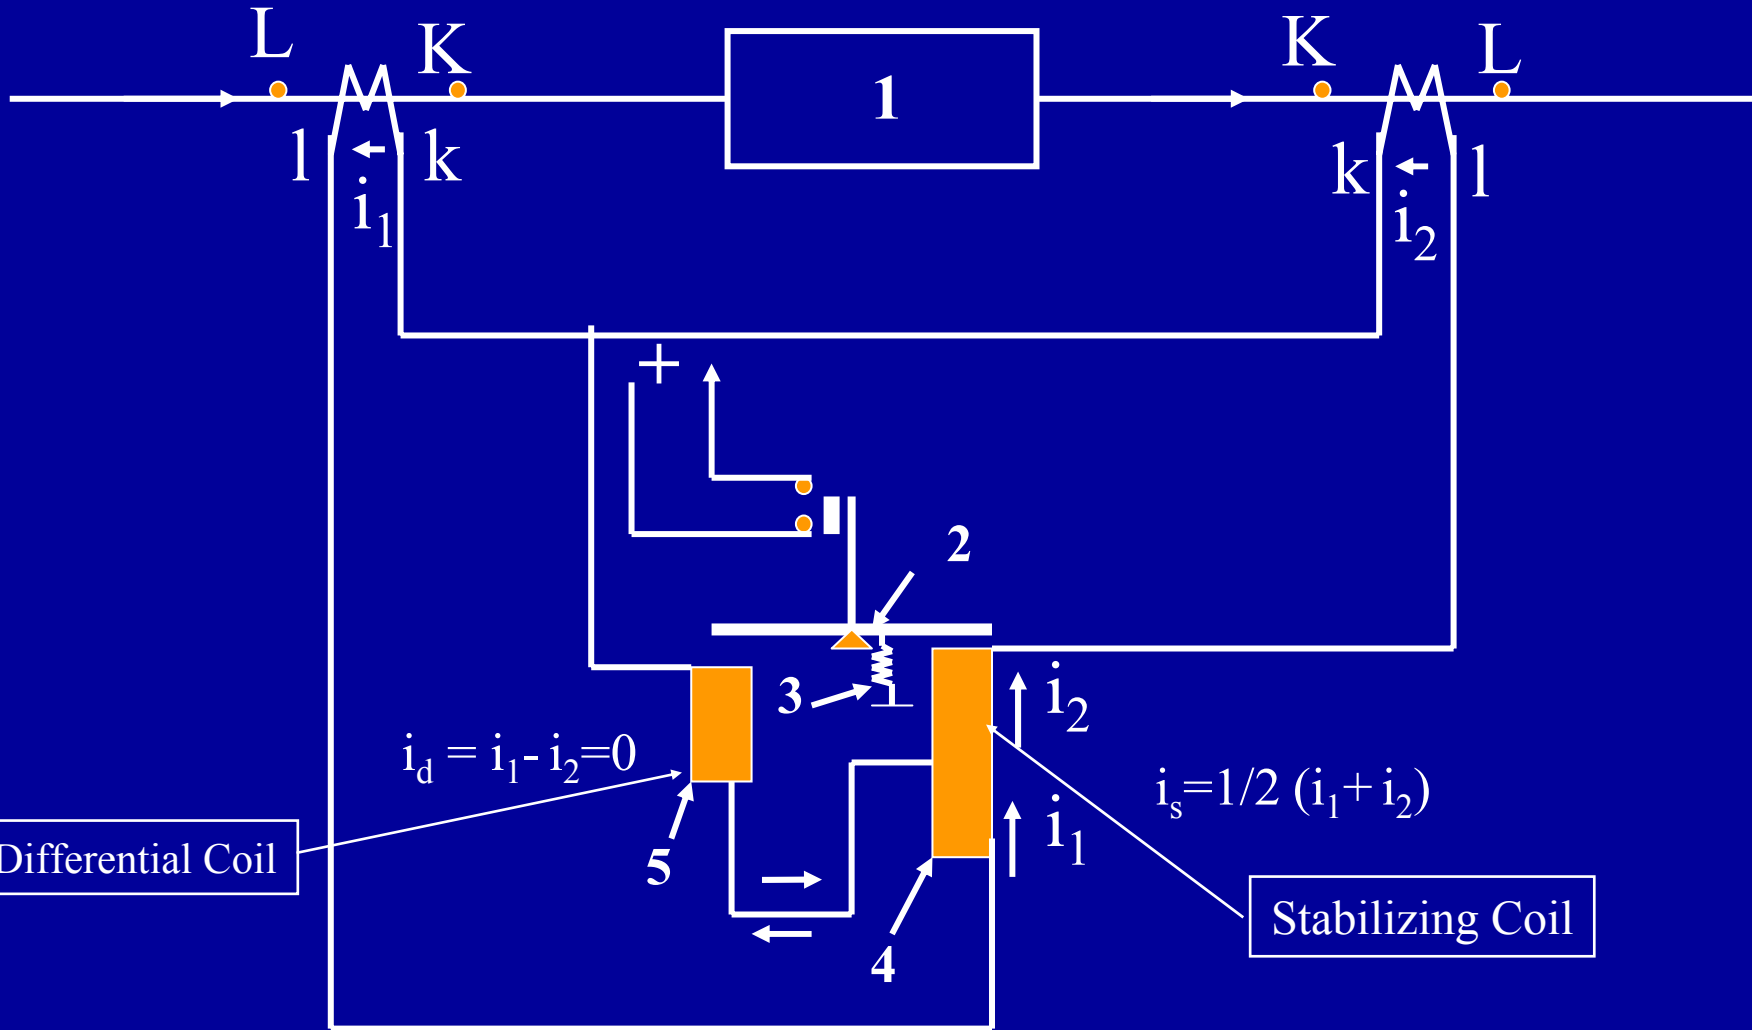 L K K L
1
l k k l
i1 i2
+
2
3
i2
id = i1- i2=0
is=1/2 (i1+ i2)
i1
Differential Coil
5
Stabilizing Coil
4